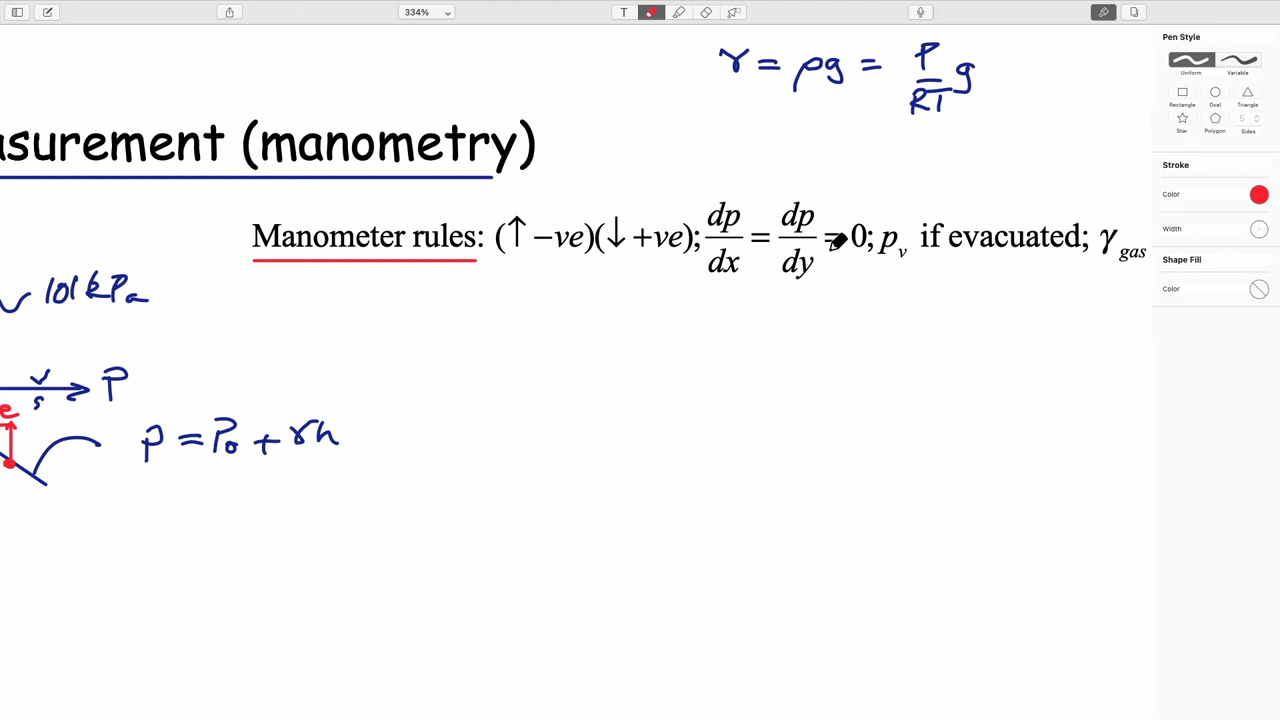 334%
T
Pen Style
Uniform Variable
Rectangle Oval Triangle
Star Polygon 5 Sides
Stroke
Color
Width
Shape Fill
Color
γ = ρg = P/RT g
asurement (manometry)
Manometer rules: (↑ −ve)(↓ +ve); dp/dx = dp/dy = 0; p_v if evacuated; γ_gas
101 kPa
P
s
e
P = P₀ + γh